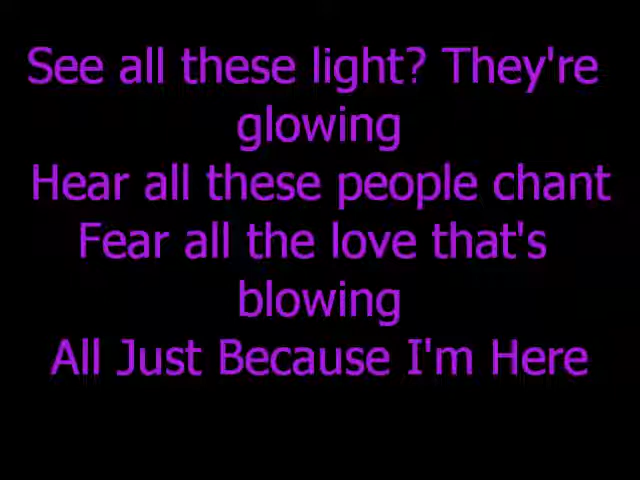 See all these light? They're
glowing
Hear all these people chant
Fear all the love that's
blowing
All Just Because I'm Here